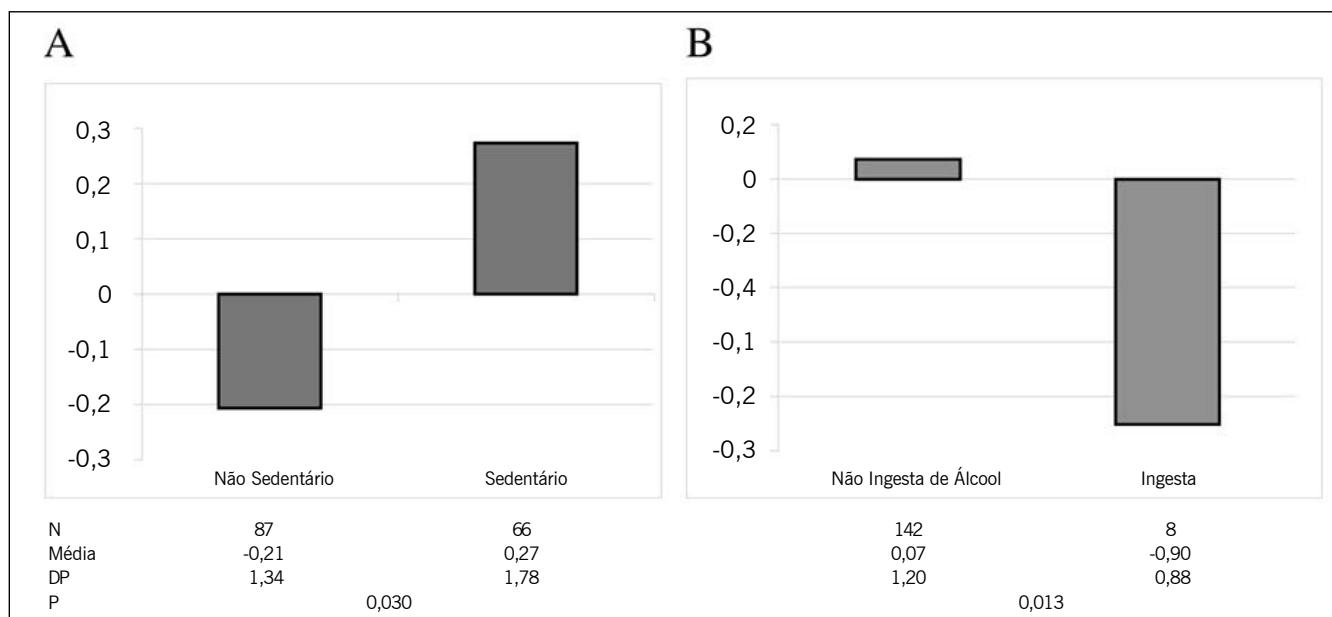 A
0,3
0,2
0,1
0
-0,1
-0,2
-0,3
Não Sedentário Sedentário
B
0,2
0
-0,2
-0,4
-0,1
-0,2
-0,3
Não Ingesta de Álcool Ingesta
N 87 66 142 8
Média -0,21 0,27 0,07 -0,90
DP 1,34 1,78 1,20 0,88
P 0,030 0,013